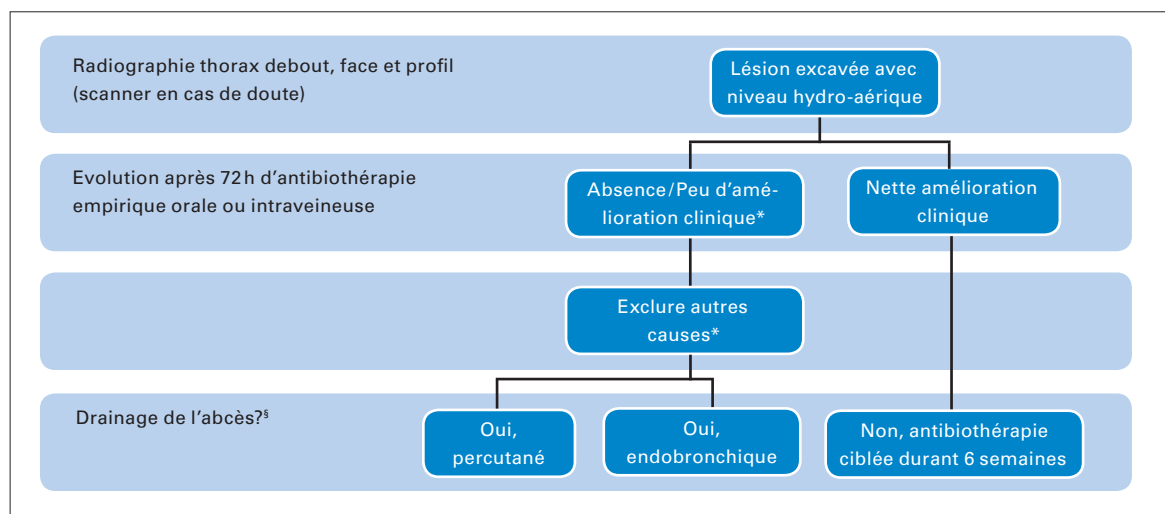 Radiographie thorax debout, face et profil
(scanner en cas de doute)
Lésion excavée avec
niveau hydro-aérique
Evolution après 72 h d'antibiothérapie
empirique orale ou intraveineuse
Absence/Peu d'amé-
lioration clinique*
Nette amélioration
clinique
Exclure autres
causes*
Drainage de l'abcès?§
Oui,
percutané
Oui,
endobronchique
Non, antibiothérapie
ciblée durant 6 semaines